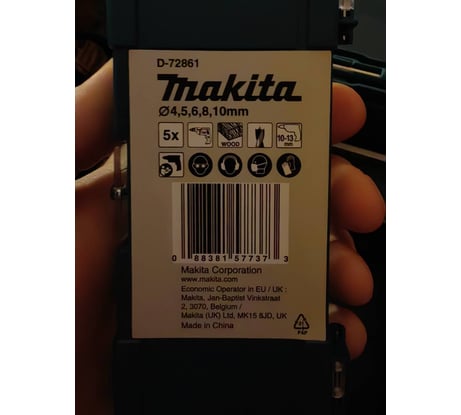 D-72861
makita
Ø4,5,6,8,10mm
5x
WOOD
10-13
mm
0 88381 57737 3
Makita Corporation
www.makita.com
Economic Operator in EU / UK :
Makita, Jan-Baptist Vinkstraat
2, 3070, Belgium /
Makita (UK) Ltd, MK15 8JD, UK
Made in China
PAP